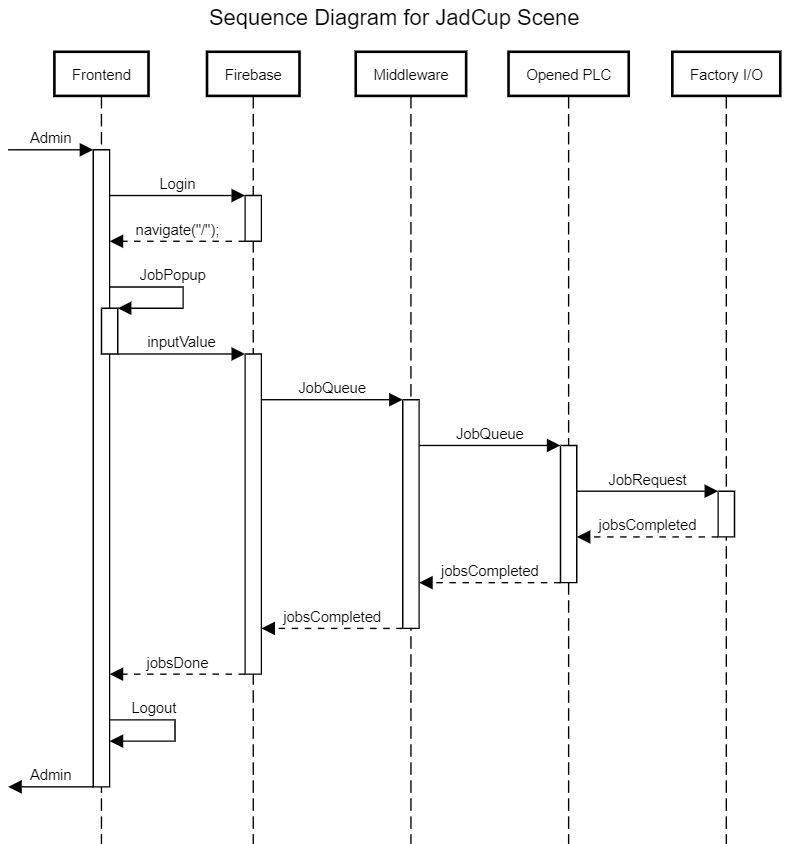 Sequence Diagram for JadCup Scene
Frontend
Firebase
Middleware
Opened PLC
Factory I/O
Admin
Login
navigate("/");
JobPopup
inputValue
JobQueue
JobQueue
JobRequest
jobsCompleted
jobsCompleted
jobsCompleted
jobsDone
Logout
Admin